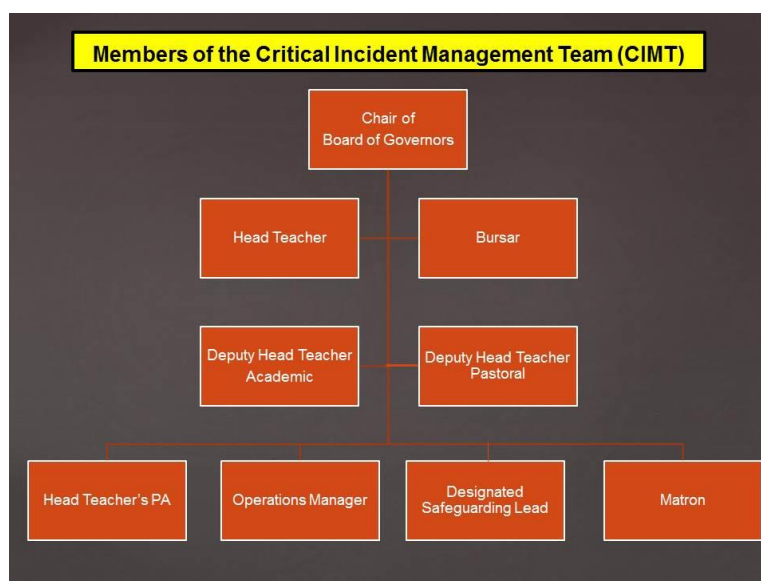 Members of the Critical Incident Management Team (CIMT)
Chair of
Board of Governors
Head Teacher
Bursar
Deputy Head Teacher
Academic
Deputy Head Teacher
Pastoral
Head Teacher’s PA
Operations Manager
Designated
Safeguarding Lead
Matron